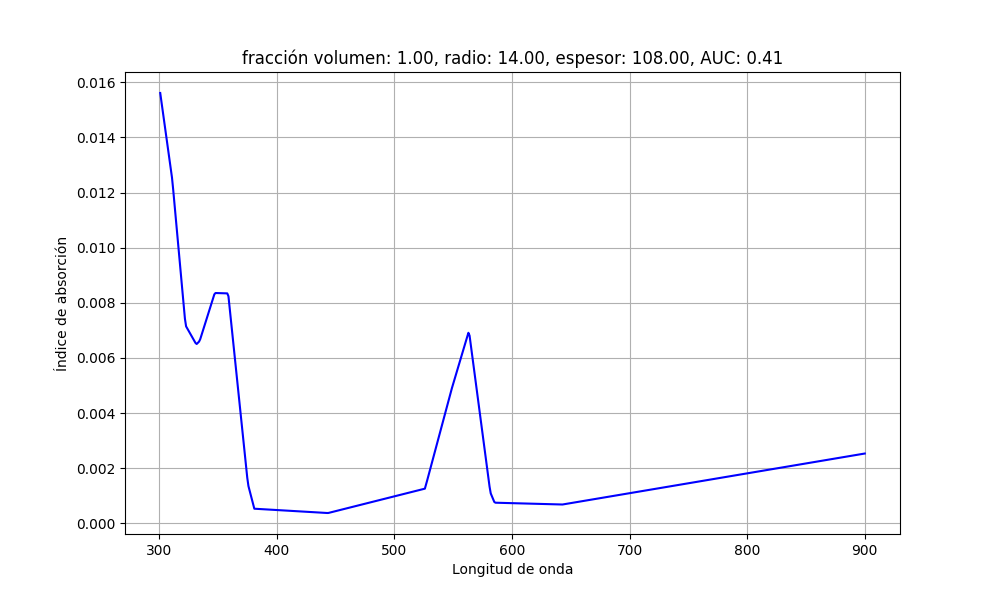 fracción volumen: 1.00, radio: 14.00, espesor: 108.00, AUC: 0.41
0.016
0.014
0.012
0.010
0.008
0.006
0.004
0.002
0.000
Índice de absorción
300 400 500 600 700 800 900
Longitud de onda